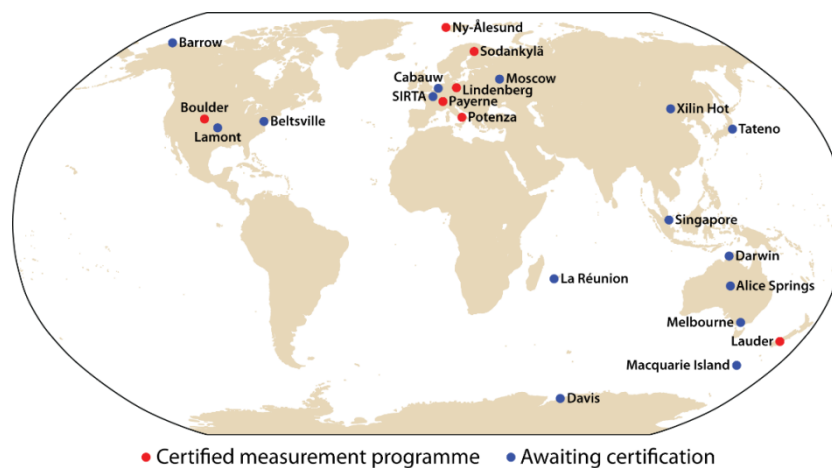 Ny-Ålesund
Barrow
Sodankylä
Cabauw
Moscow
Lindenberg
SIRTA
Payerne
Boulder
Xilin Hot
Potenza
Beltsville
Lamont
Tateno
Singapore
Darwin
La Réunion
Alice Springs
Melbourne
Lauder
Macquarie Island
Davis
Certified measurement programme
Awaiting certification